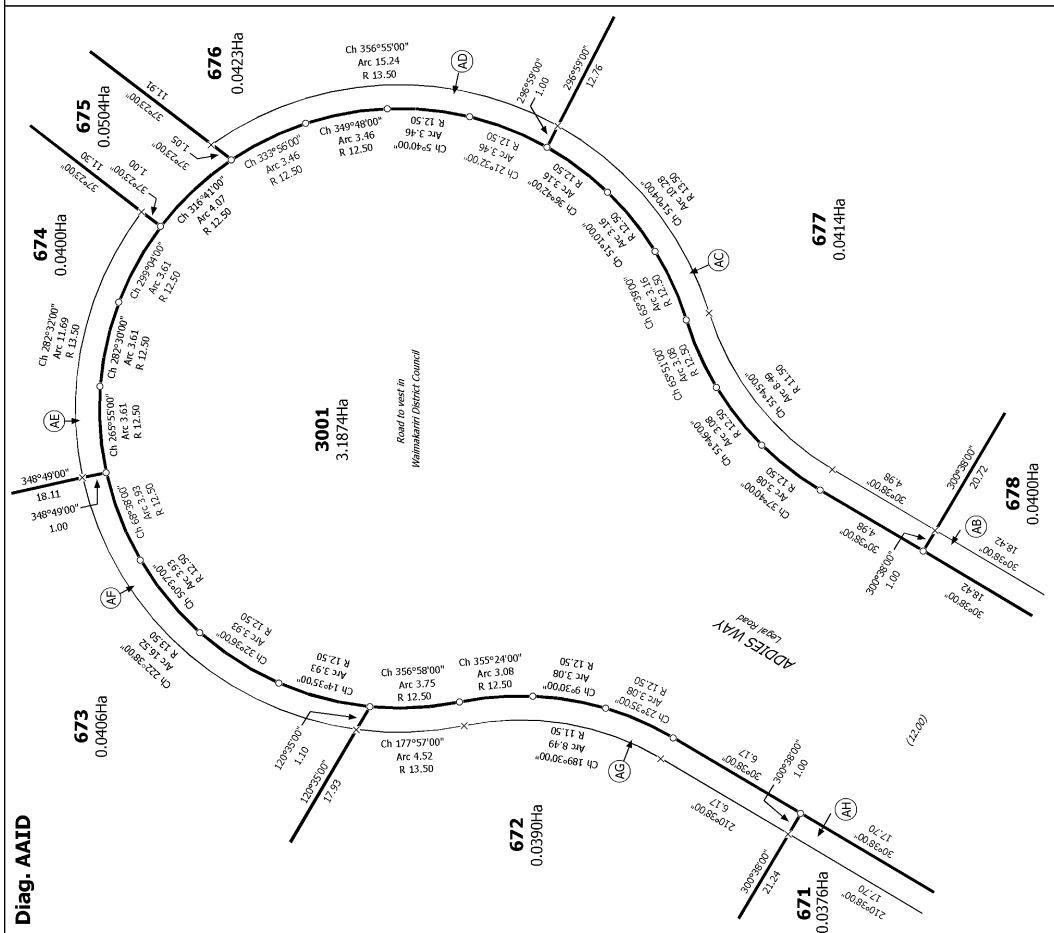 Diag. AAID
676
0.0423Ha
11.91
37°23'00"
37°23'00"
1.05
675
0.0504Ha
11.30
37°23'00"
37°23'00"
1.00
674
0.0400Ha
Ch 356°55'00"
Arc 15.24
R 13.50
AD
296°59'00"
1.00
296°59'00"
12.76
Ch 316°41'00"
Arc 4.07
R 12.50
Ch 333°56'00"
Arc 3.46
R 12.50
Ch 349°48'00"
Arc 3.46
R 12.50
Ch 5°40'00"
Arc 3.46
R 12.50
Ch 21°32'00"
Arc 3.46
R 12.50
Ch 36°42'00"
Arc 3.16
R 12.50
Ch 51°10'00"
Arc 3.16
R 12.50
Ch 65°39'00"
Arc 3.16
R 12.50
Ch 51°04'00"
Arc 10.28
R 13.50
AC
677
0.0414Ha
Ch 282°32'00"
Arc 11.69
R 13.50
AE
Ch 299°04'00"
Arc 3.61
R 12.50
Ch 282°30'00"
Arc 3.61
R 12.50
Ch 265°55'00"
Arc 3.61
R 12.50
348°49'00"
18.11
348°49'00"
1.00
3001
3.1874Ha
Road to vest in
Waimakariri District Council
Ch 65°51'00"
Arc 3.08
R 12.50
Ch 51°46'00"
Arc 3.08
R 12.50
Ch 37°40'00"
Arc 3.08
R 12.50
Ch 51°45'00"
Arc 8.49
R 11.50
30°38'00"
4.98
30°38'00"
4.98
300°38'00"
1.00
300°38'00"
20.72
AB
678
0.0400Ha
30°38'00"
18.42
30°38'00"
18.42
Ch 68°38'00"
Arc 3.93
R 12.50
Ch 50°37'00"
Arc 3.93
R 12.50
Ch 32°36'00"
Arc 3.93
R 12.50
Ch 14°35'00"
Arc 3.93
R 12.50
AF
Ch 222°38'00"
Arc 16.52
R 13.50
673
0.0406Ha
120°35'00"
1.10
120°35'00"
17.93
Ch 356°58'00"
Arc 3.75
R 12.50
Ch 355°24'00"
Arc 3.08
R 12.50
Ch 9°30'00"
Arc 3.08
R 12.50
Ch 23°35'00"
Arc 3.08
R 12.50
Ch 177°57'00"
Arc 4.52
R 13.50
Ch 189°30'00"
Arc 8.49
R 11.50
AG
ADDIES WAY
Legal Road
(12.00)
672
0.0390Ha
30°38'00"
6.17
210°38'00"
6.17
300°38'00"
1.00
300°38'00"
21.24
AH
671
0.0376Ha
30°38'00"
17.70
210°38'00"
17.70